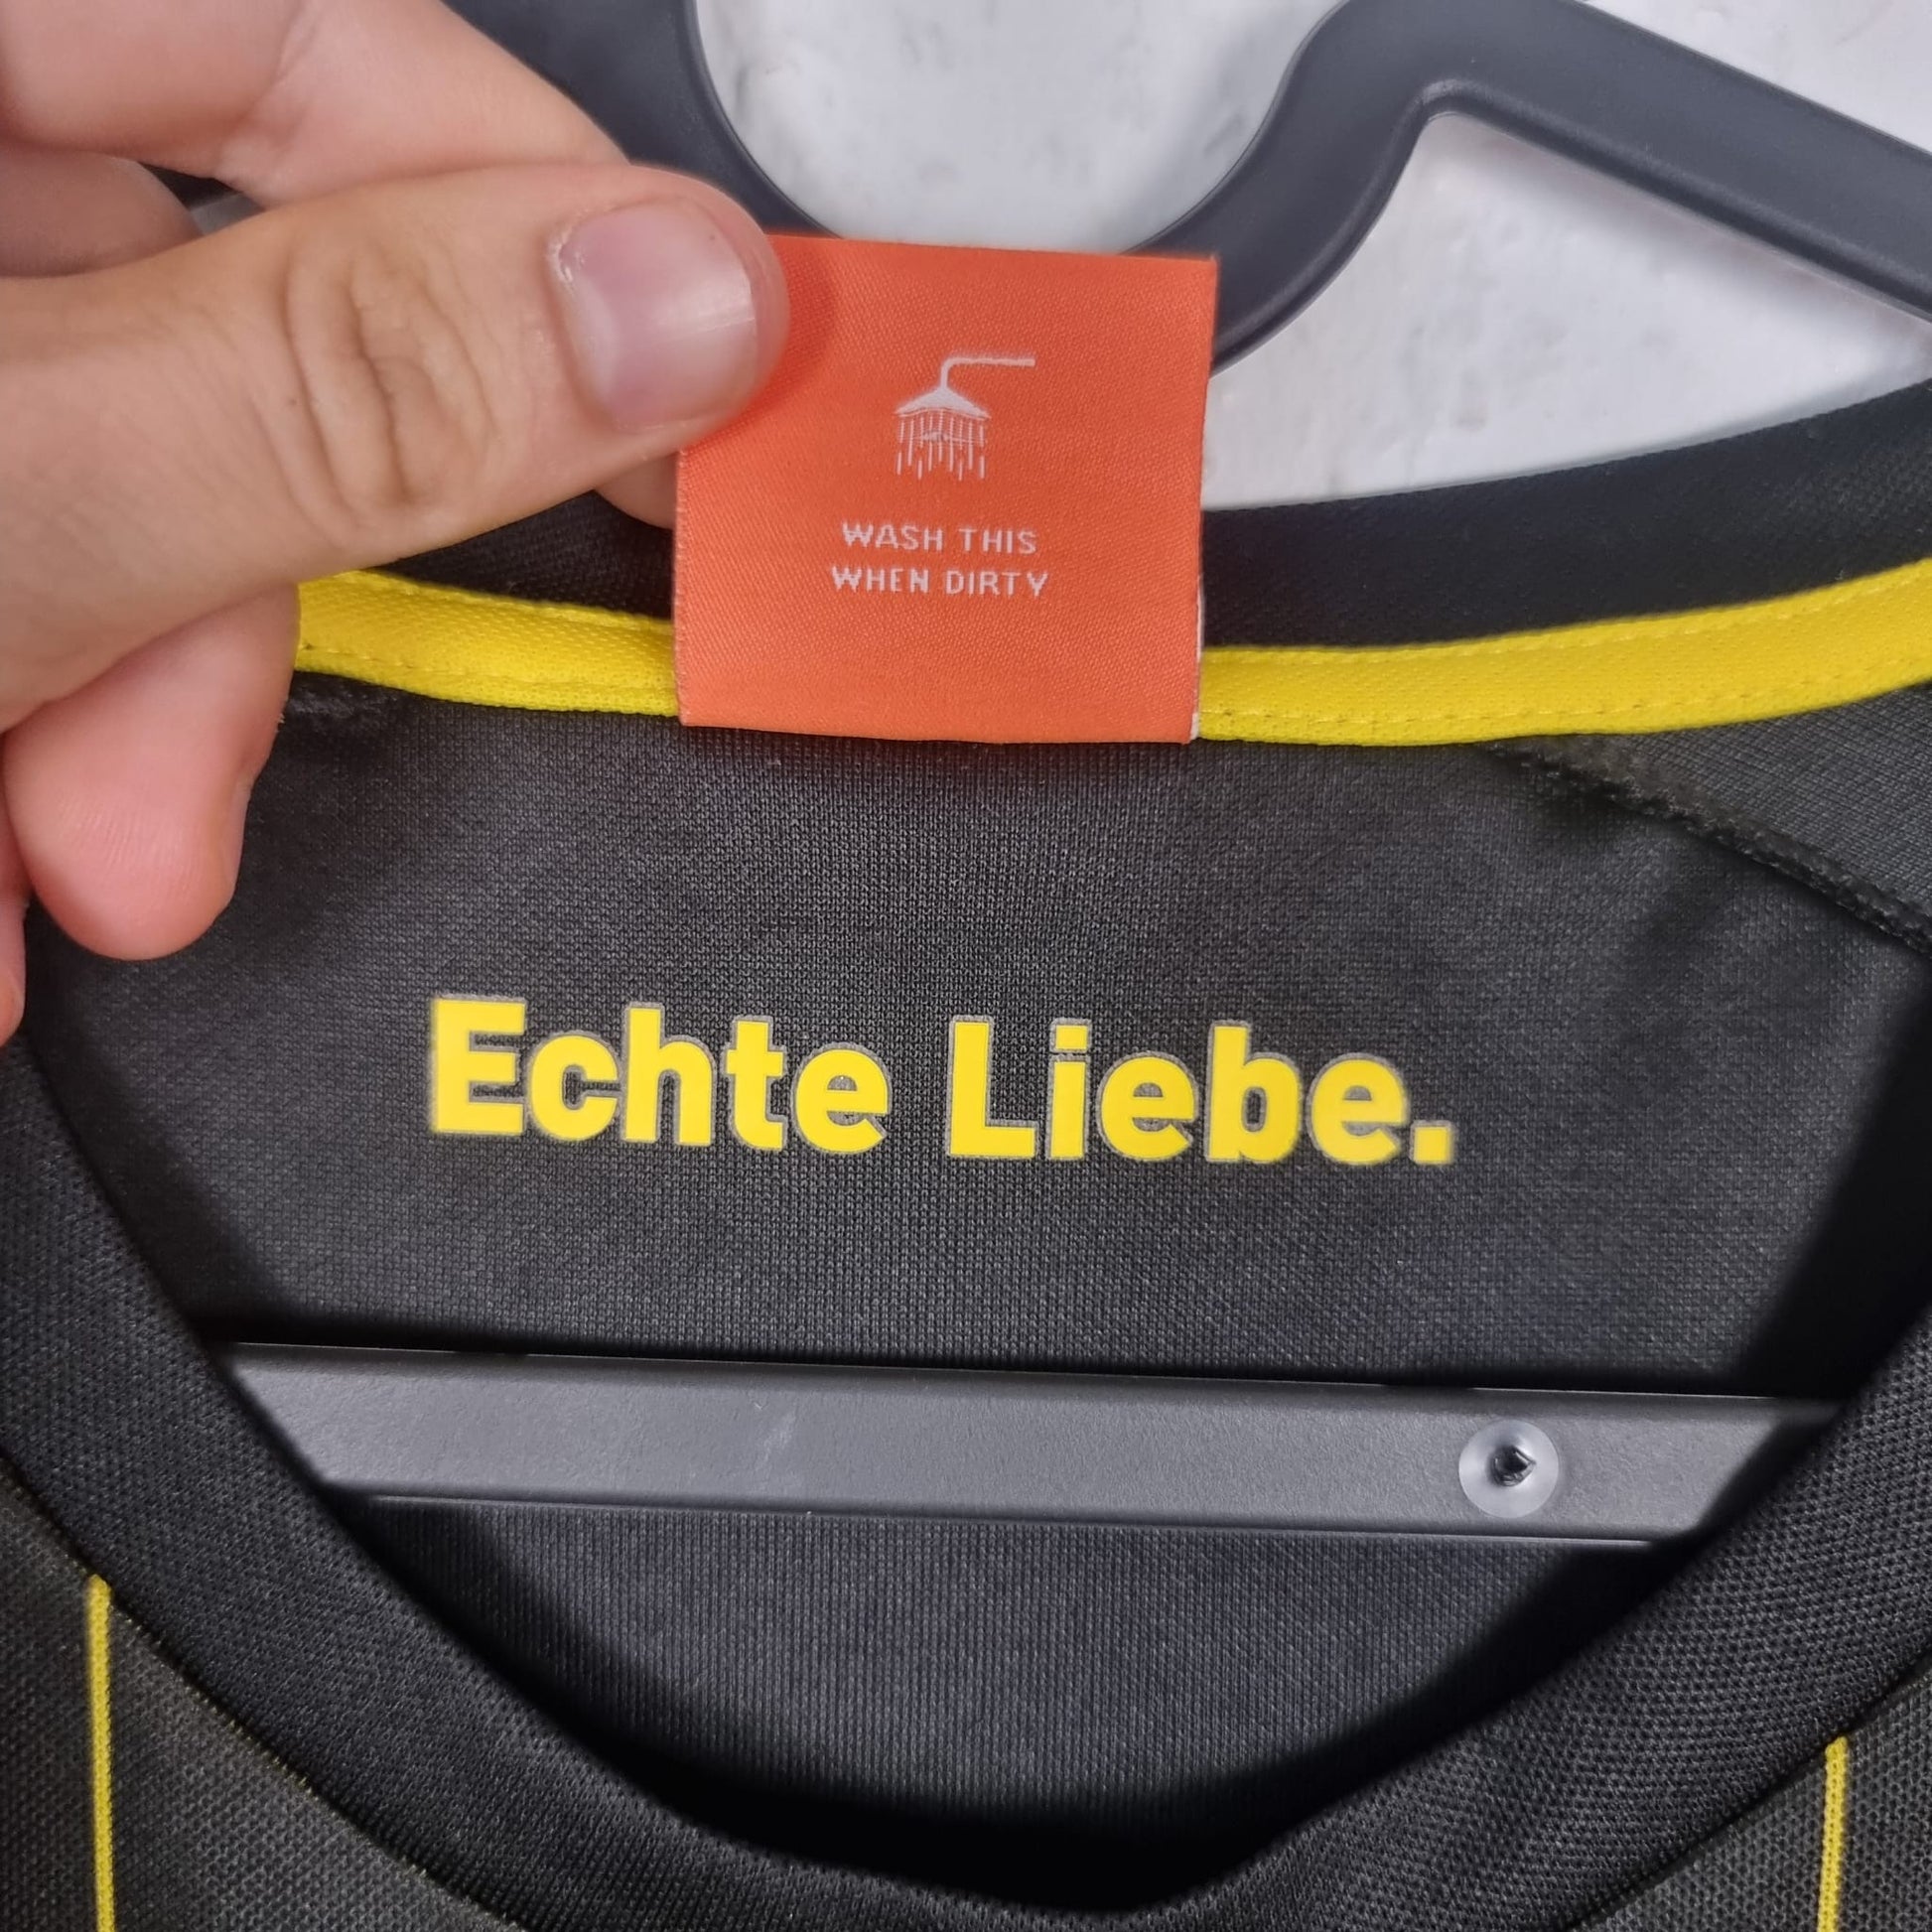 WASH THIS
WHEN DIRTY
Echte Liebe.